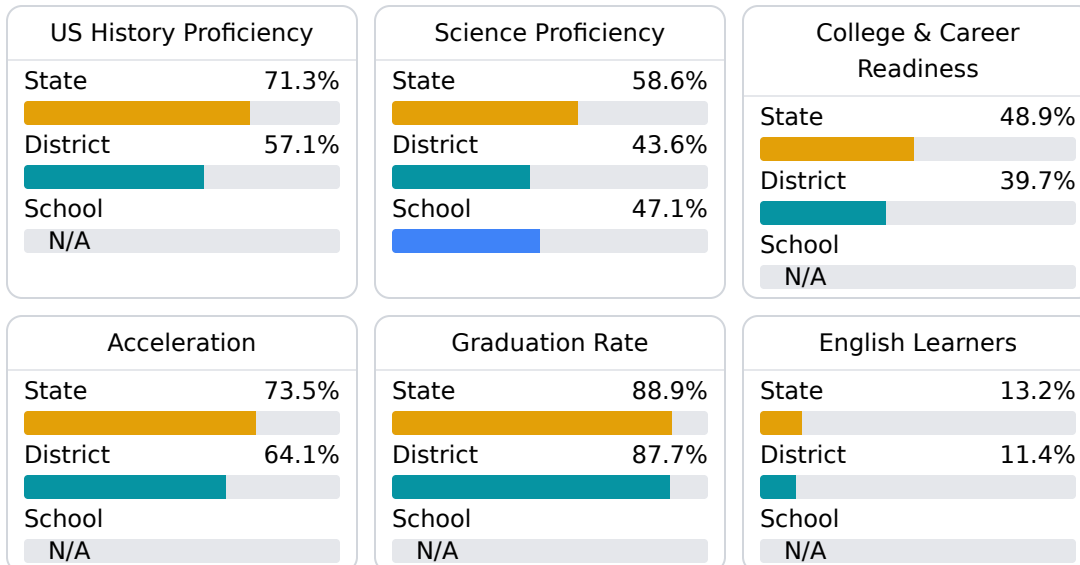 US History Proficiency
State 71.3%
District 57.1%
School
N/A
Science Proficiency
State 58.6%
District 43.6%
School 47.1%
College & Career
Readiness
State 48.9%
District 39.7%
School
N/A
Acceleration
State 73.5%
District 64.1%
School
N/A
Graduation Rate
State 88.9%
District 87.7%
School
N/A
English Learners
State 13.2%
District 11.4%
School
N/A